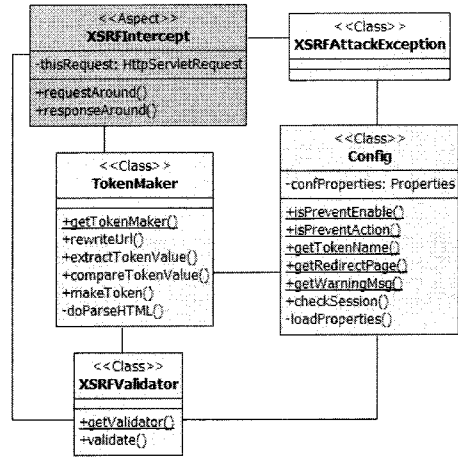 <<Aspect>>
XSRFIntercept
-thisRequest: HttpServletRequest
+requestAround()
+responseAround()
<<Class>>
XSRFAttackException
<<Class>>
TokenMaker
+getTokenMaker()
+rewriteUrl()
+extractTokenValue()
+compareTokenValue()
+makeToken()
-doParseHTML()
<<Class>>
Config
-confProperties: Properties
+isPreventEnable()
+isPreventAction()
+getTokenName()
+getRedirectPage()
+getWarningMsg()
+checkSession()
-loadProperties()
<<Class>>
XSRFValidator
+getValidator()
+validate()